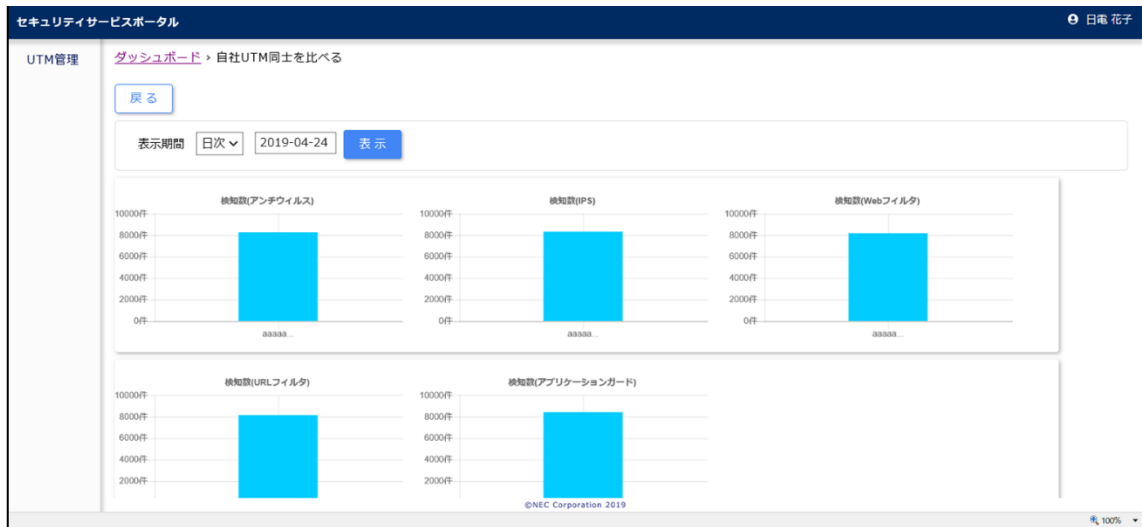 セキュリティサービスポータル
日電 花子
UTM管理
ダッシュボード › 自社UTM同士を比べる
戻る
表示期間 日次 2019-04-24 表示
検知数(アンチウィルス)
10000件
8000件
6000件
4000件
2000件
0件
aaaaa...
検知数(IPS)
10000件
8000件
6000件
4000件
2000件
0件
aaaaa...
検知数(Webフィルタ)
10000件
8000件
6000件
4000件
2000件
0件
aaaaa...
検知数(URLフィルタ)
10000件
8000件
6000件
4000件
2000件
検知数(アプリケーションガード)
10000件
8000件
6000件
4000件
2000件
©NEC Corporation 2019
100%